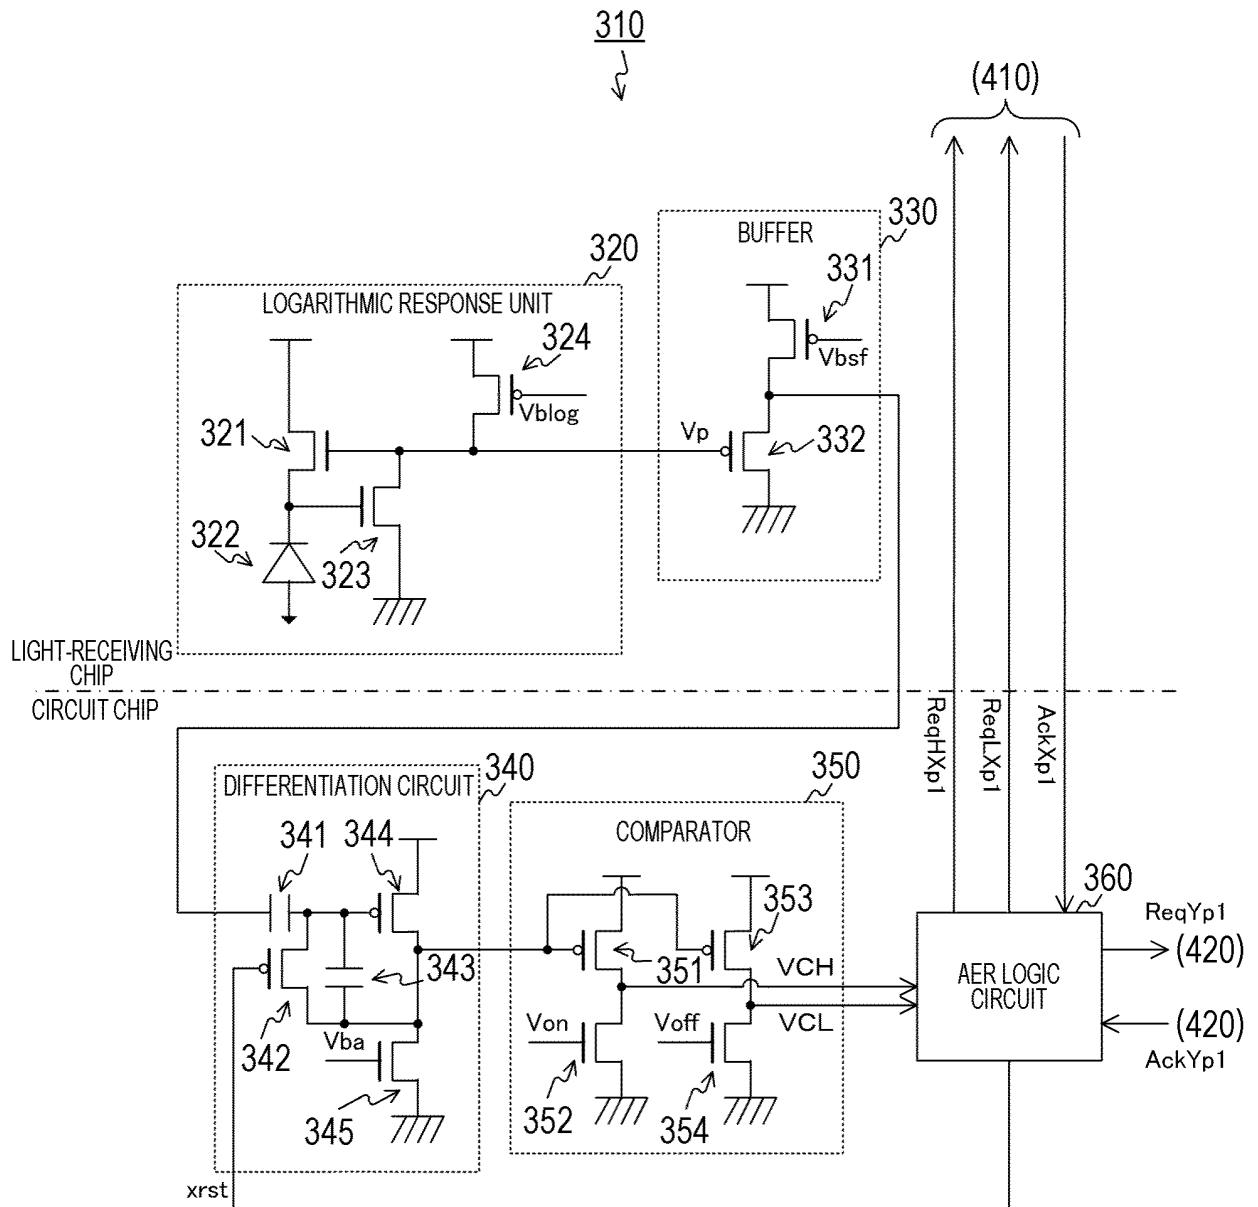 310
(410)
330
BUFFER
320
331
LOGARITHMIC RESPONSE UNIT
324
Vbsf
Vblog
321
Vp
332
322
323
LIGHT-RECEIVING
CHIP
CIRCUIT CHIP
ReqHXp1
ReqLXp1
AckXp1
340
350
DIFFERENTIATION CIRCUIT
341
344
COMPARATOR
353
360
ReqYp1
(420)
343
351
VCH
AER LOGIC
CIRCUIT
VCL
Von
Voff
(420)
342
Vba
AckYp1
345
352
354
xrst